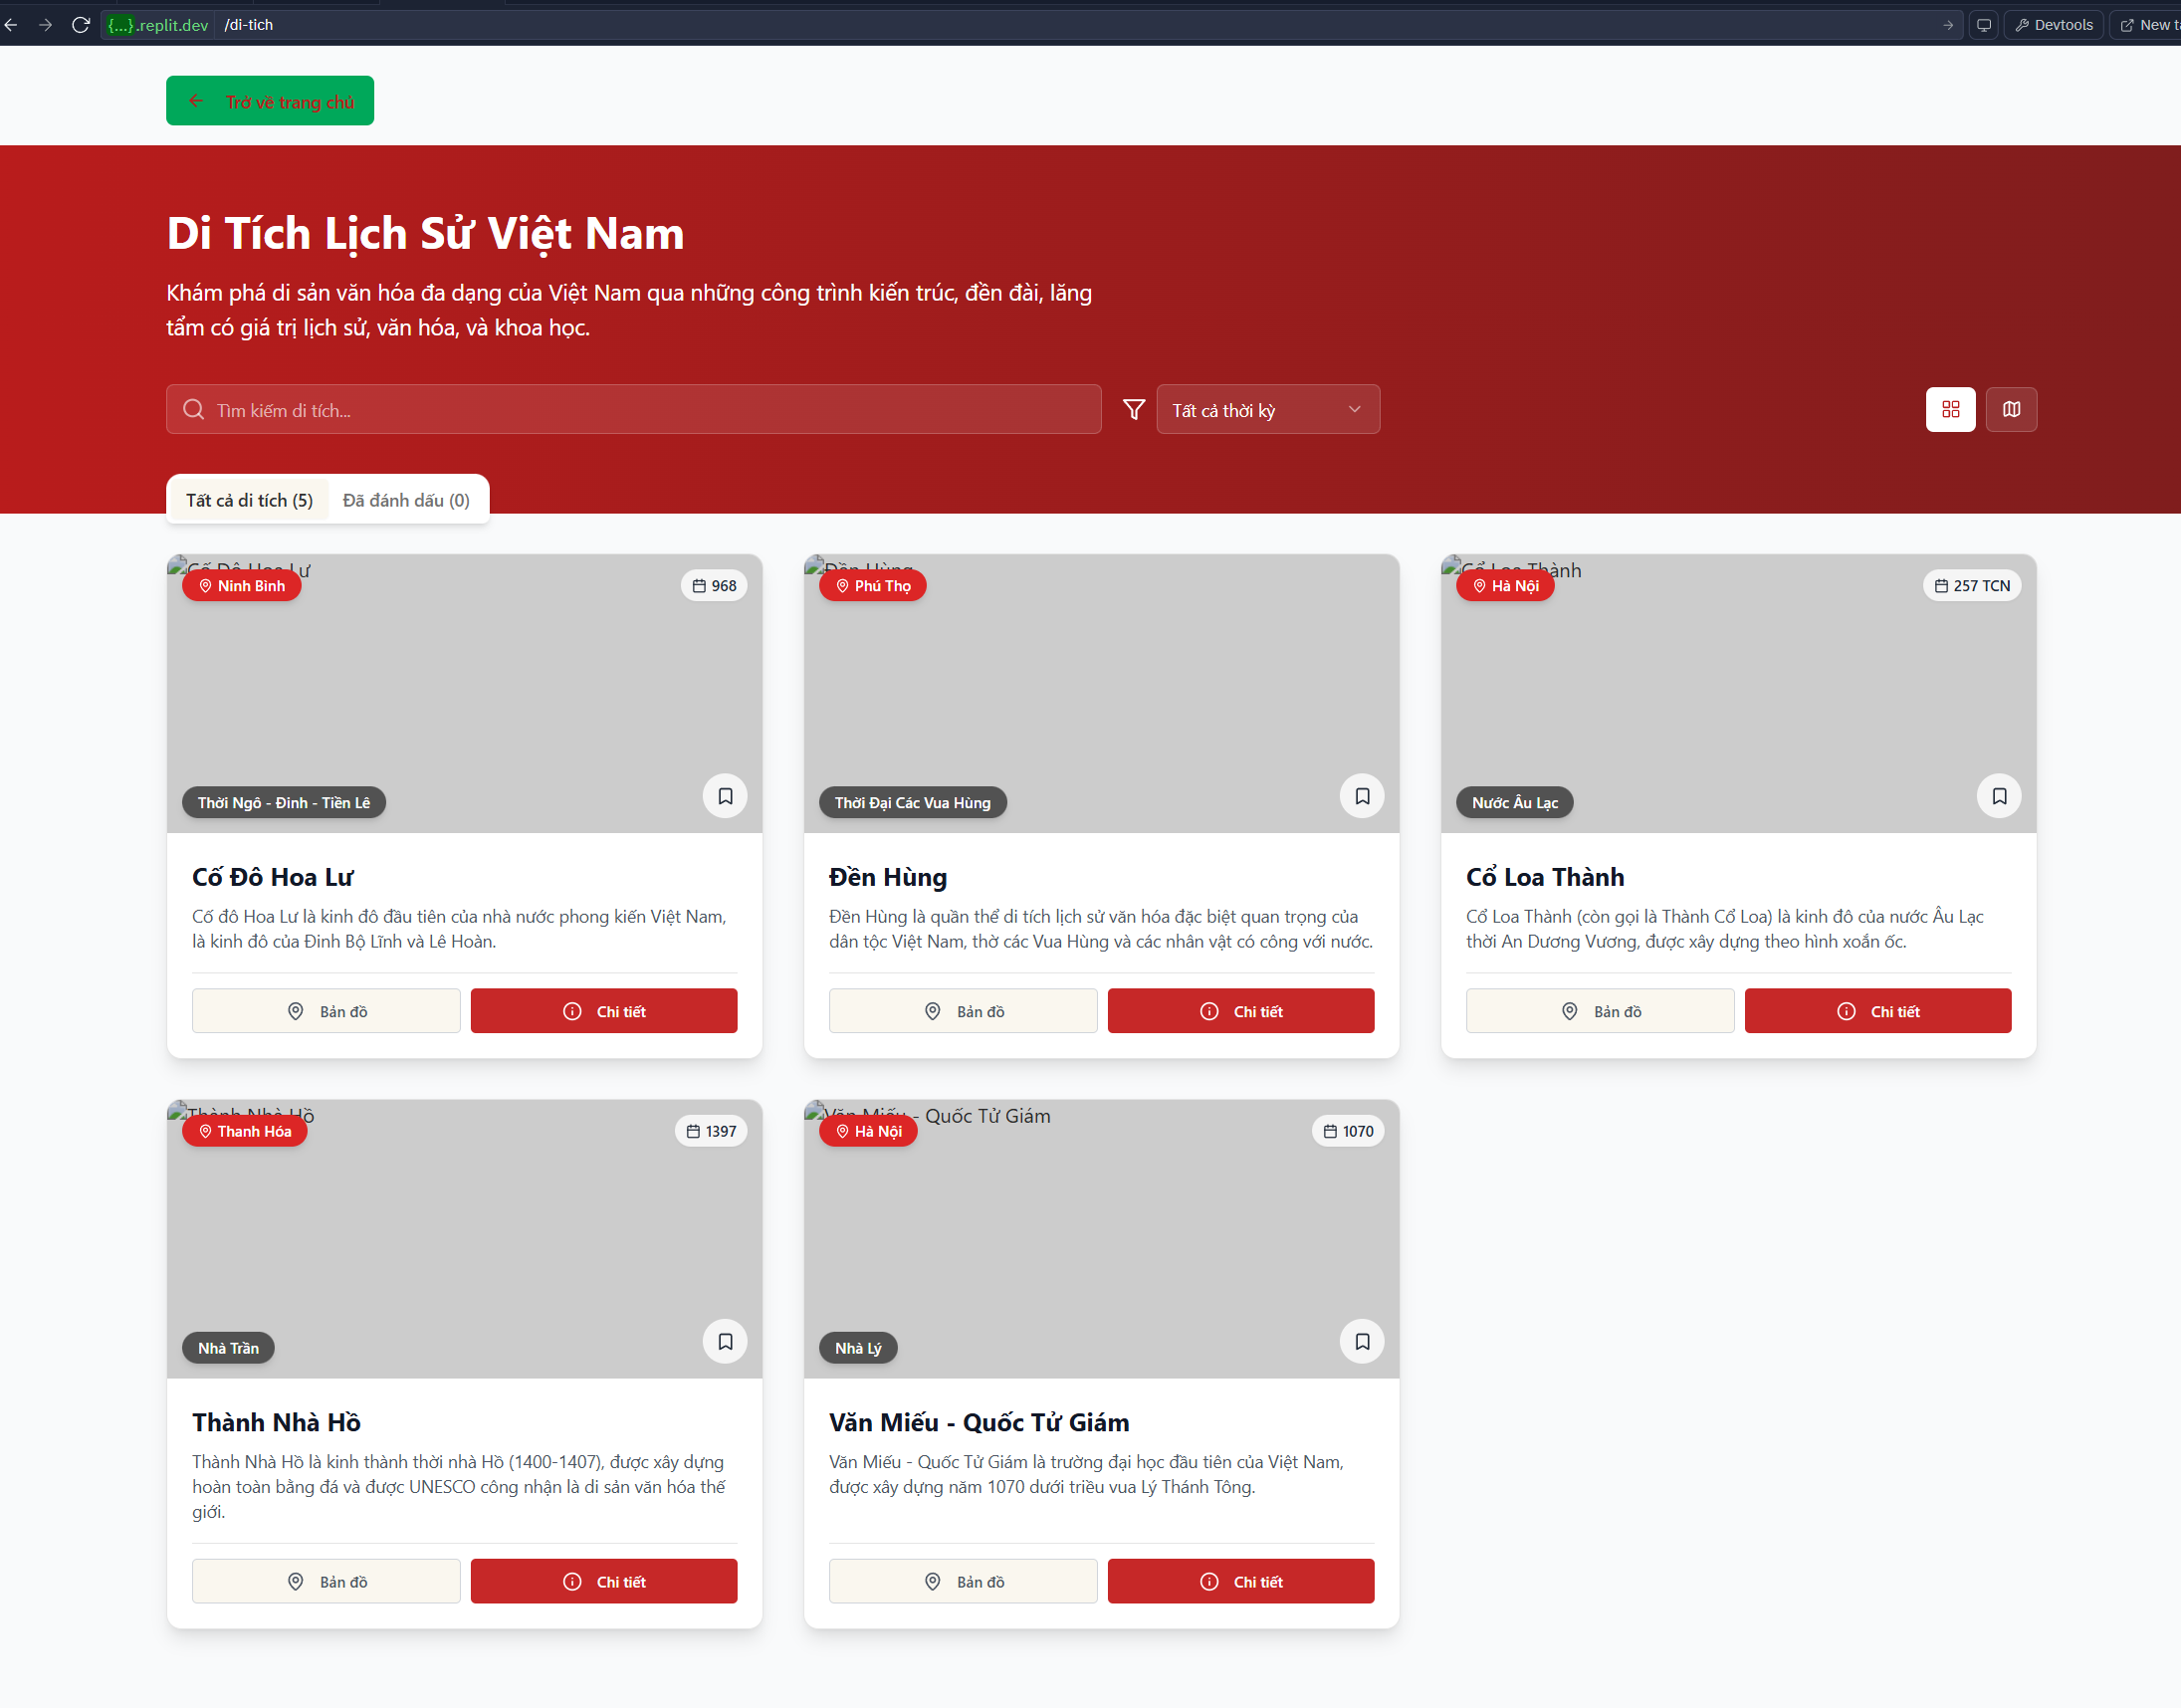 {...}.replit.dev /di-tich
Devtools
New
Trở về trang chủ
Di Tích Lịch Sử Việt Nam
Khám phá di sản văn hóa đa dạng của Việt Nam qua những công trình kiến trúc, đền đài, lăng
tẩm có giá trị lịch sử, văn hóa, và khoa học.
Tìm kiếm di tích...
Tất cả thời kỳ
Tất cả di tích (5)
Đã đánh dấu (0)
Cố Đô Hoa Lư
Ninh Bình
968
Thời Ngô - Đinh - Tiền Lê
Cố Đô Hoa Lư
Cố đô Hoa Lư là kinh đô đầu tiên của nhà nước phong kiến Việt Nam,
là kinh đô của Đinh Bộ Lĩnh và Lê Hoàn.
Bản đồ
Chi tiết
Đền Hùng
Phú Thọ
Thời Đại Các Vua Hùng
Đền Hùng
Đền Hùng là quần thể di tích lịch sử văn hóa đặc biệt quan trọng của
dân tộc Việt Nam, thờ các Vua Hùng và các nhân vật có công với nước.
Bản đồ
Chi tiết
Cổ Loa Thành
Hà Nội
257 TCN
Nước Âu Lạc
Cổ Loa Thành
Cổ Loa Thành (còn gọi là Thành Cổ Loa) là kinh đô của nước Âu Lạc
thời An Dương Vương, được xây dựng theo hình xoắn ốc.
Bản đồ
Chi tiết
Thành Nhà Hồ
Thanh Hóa
1397
Nhà Trần
Thành Nhà Hồ
Thành Nhà Hồ là kinh thành thời nhà Hồ (1400-1407), được xây dựng
hoàn toàn bằng đá và được UNESCO công nhận là di sản văn hóa thế
giới.
Bản đồ
Chi tiết
Văn Miếu - Quốc Tử Giám
Hà Nội
1070
Nhà Lý
Văn Miếu - Quốc Tử Giám
Văn Miếu - Quốc Tử Giám là trường đại học đầu tiên của Việt Nam,
được xây dựng năm 1070 dưới triều vua Lý Thánh Tông.
Bản đồ
Chi tiết